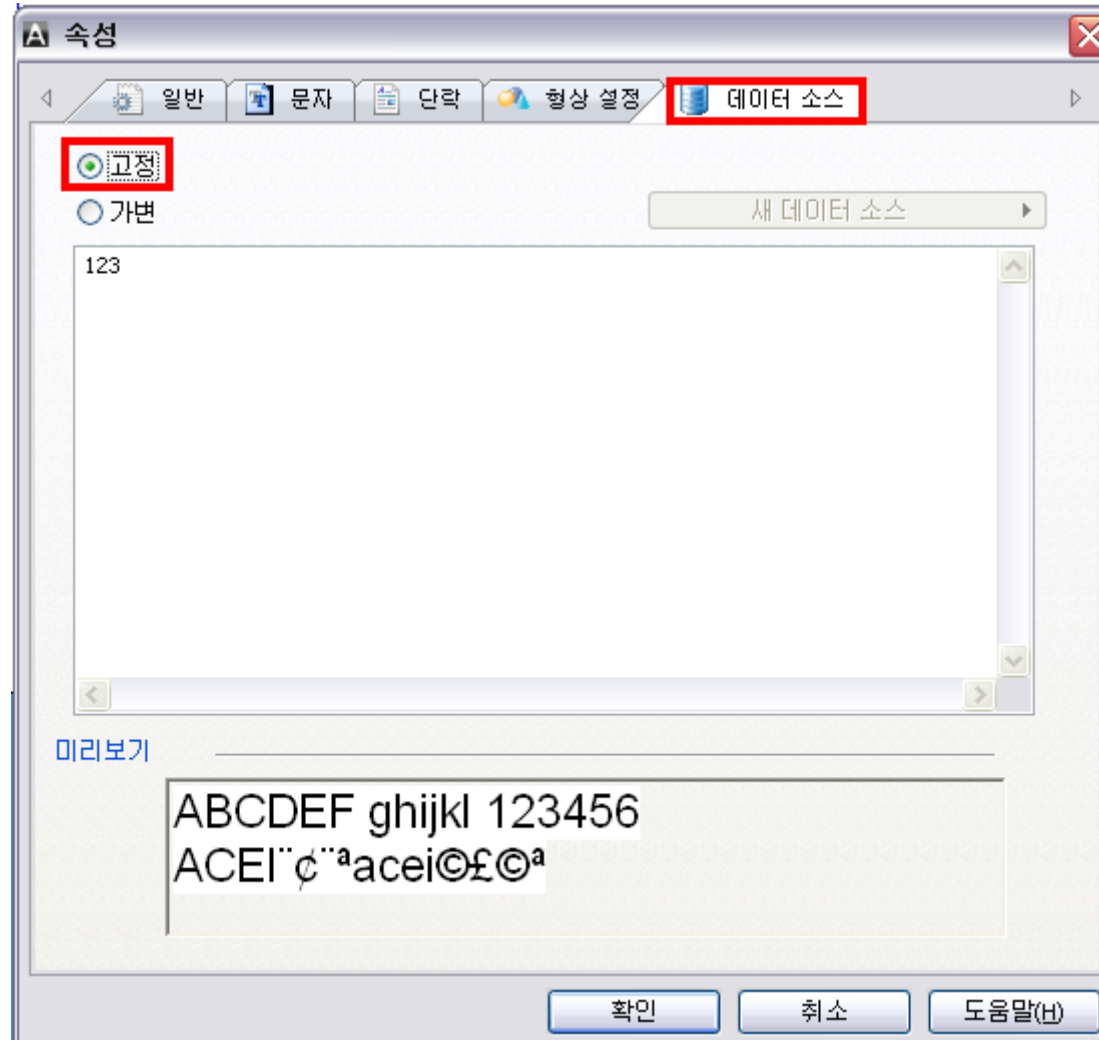 속성
일반 문자 단락 형상 설정 데이터 소스
고정
가변 새 데이터 소스
123
미리보기
ABCDEF ghijkl 123456
ACEI¨¢¨ªacei©£©ª
확인 취소 도움말(H)